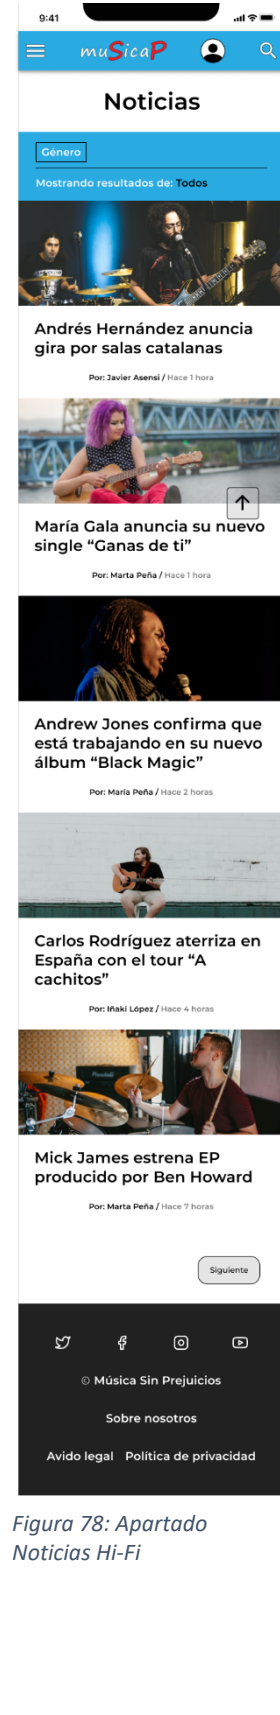 9:41
muSicaP
Noticias
Género
Mostrando resultados de: Todos
Andrés Hernández anuncia
gira por salas catalanas
Por: Javier Asensi / Hace 1 hora
María Gala anuncia su nuevo
single “Ganas de ti”
Por: Marta Peña / Hace 1 hora
Andrew Jones confirma que
está trabajando en su nuevo
álbum “Black Magic”
Por: María Peña / Hace 2 horas
Carlos Rodríguez aterriza en
España con el tour “A
cachitos”
Por: Iñaki López / Hace 4 horas
Mick James estrena EP
producido por Ben Howard
Por: Marta Peña / Hace 7 horas
Siguiente
© Música Sin Prejuicios
Sobre nosotros
Avido legal Política de privacidad
Figura 78: Apartado
Noticias Hi-Fi